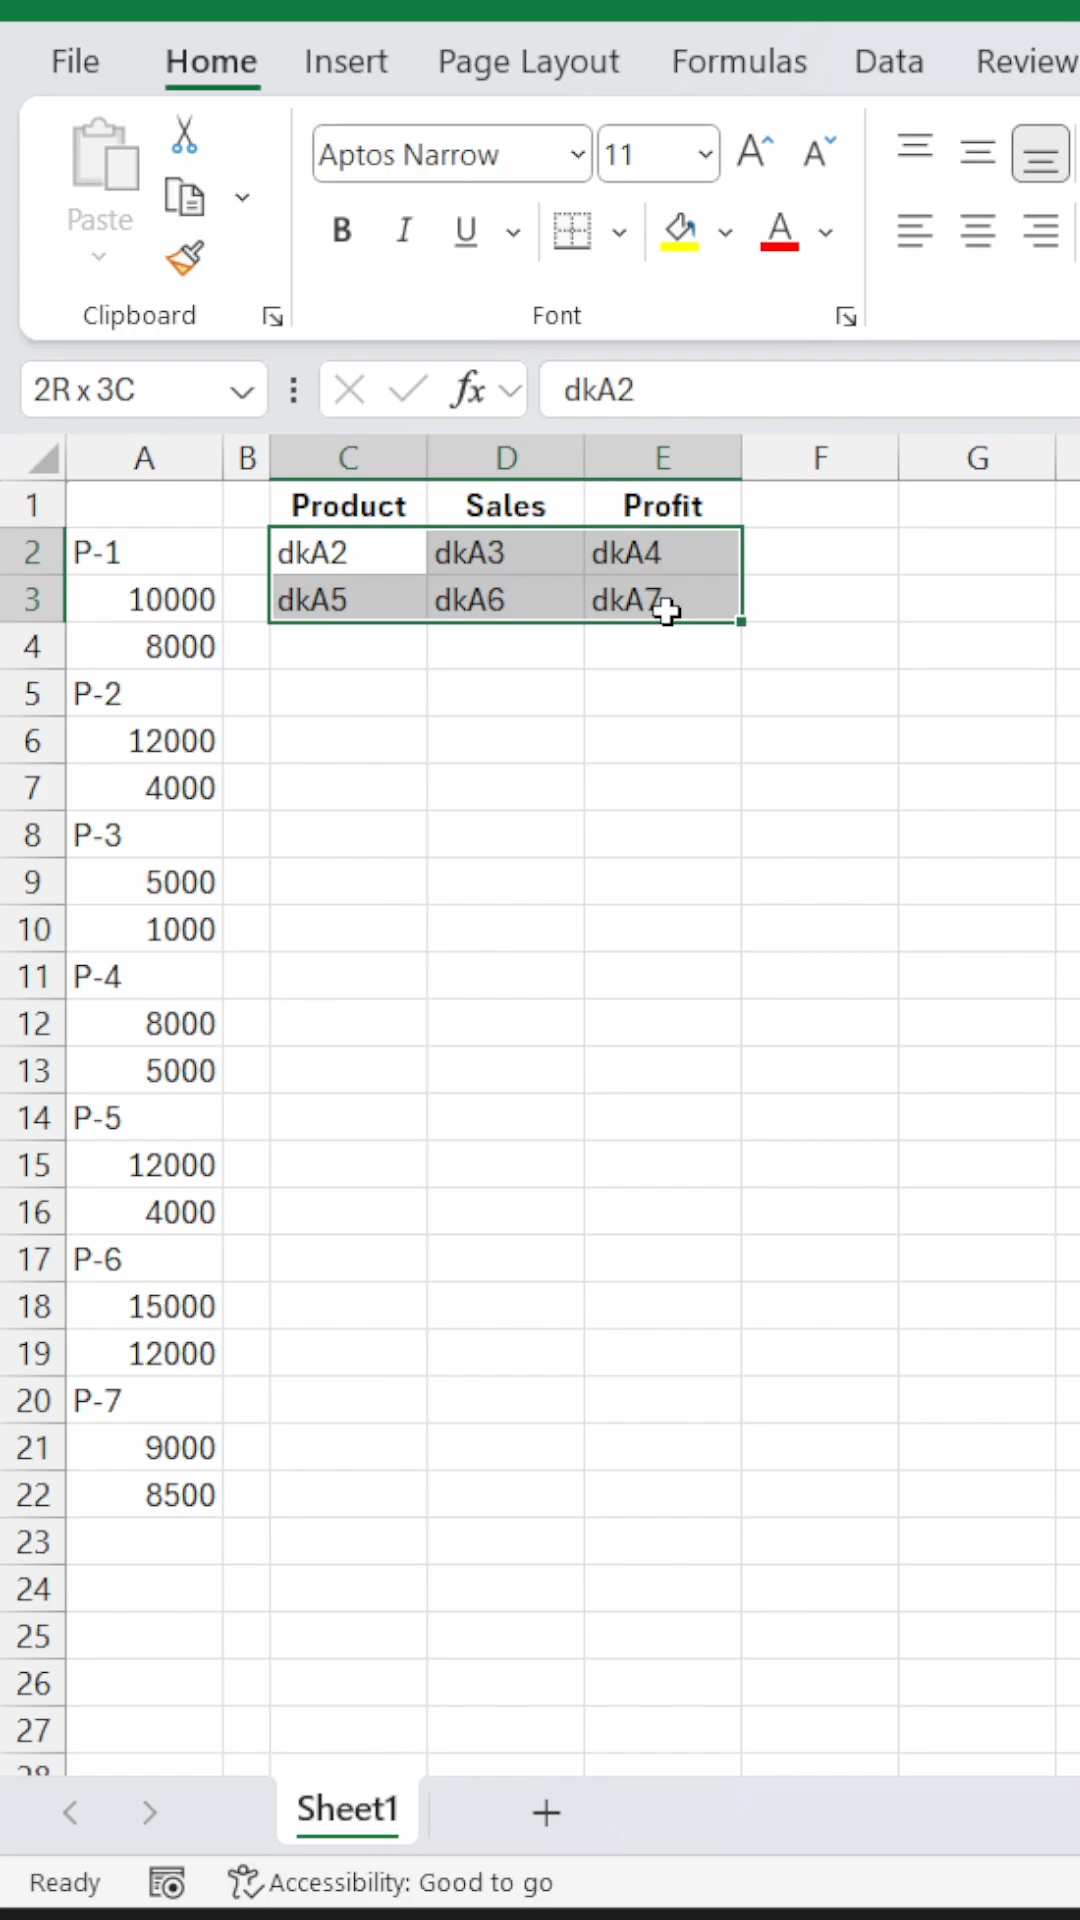 File Home Insert Page Layout Formulas Data Review
Aptos Narrow 11 A A
Paste B I U A
Clipboard Font
2R x 3C fx dkA2
A B C D E F G
1 Product Sales Profit
2 P-1 dkA2 dkA3 dkA4
3 10000 dkA5 dkA6 dkA7
4 8000
5 P-2
6 12000
7 4000
8 P-3
9 5000
10 1000
11 P-4
12 8000
13 5000
14 P-5
15 12000
16 4000
17 P-6
18 15000
19 12000
20 P-7
21 9000
22 8500
23
24
25
26
27
28
Sheet1
Ready Accessibility: Good to go